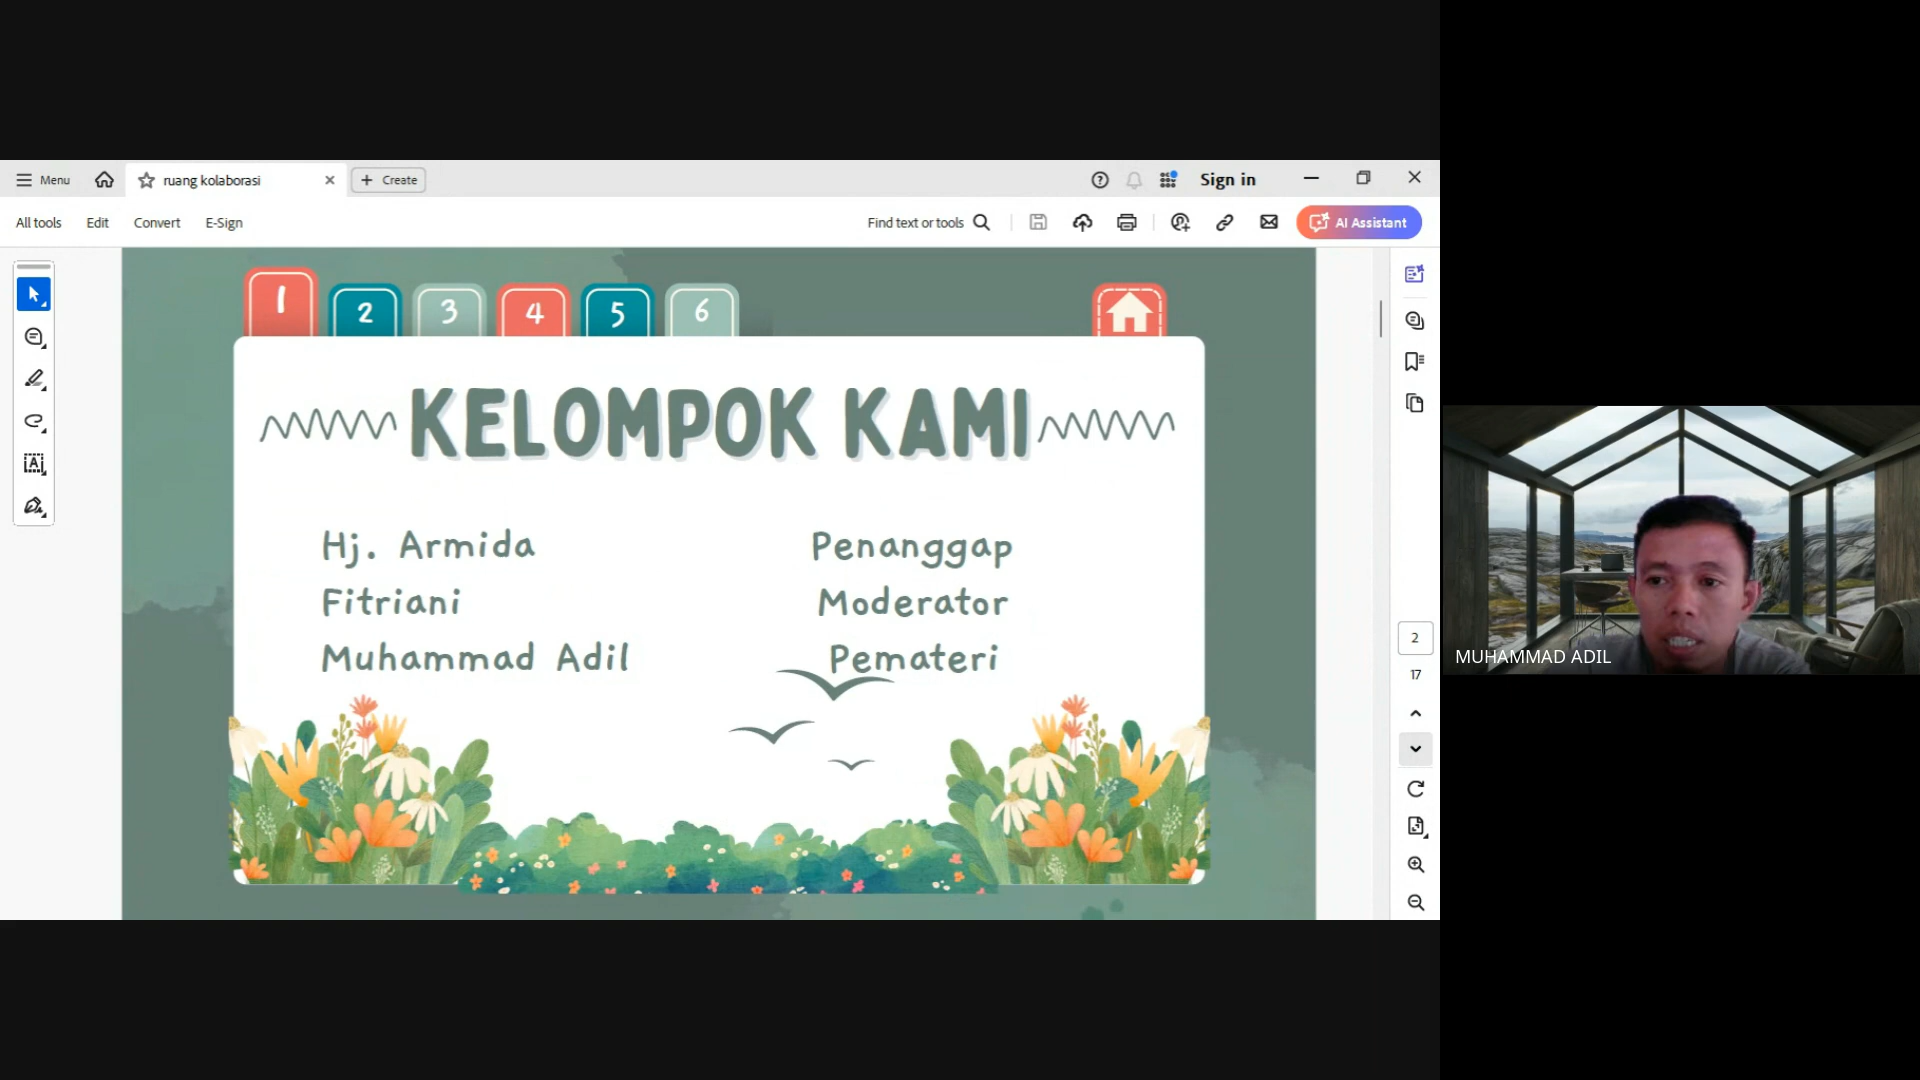 Menu
ruang kolaborasi
Create
Sign in
All tools
Edit
Convert
E-Sign
Find text or tools
AI Assistant
1
2
3
4
5
6
KELOMPOK KAMI
Hj. Armida Penanggap
Fitriani Moderator
Muhammad Adil Pemateri
2
17
MUHAMMAD ADIL